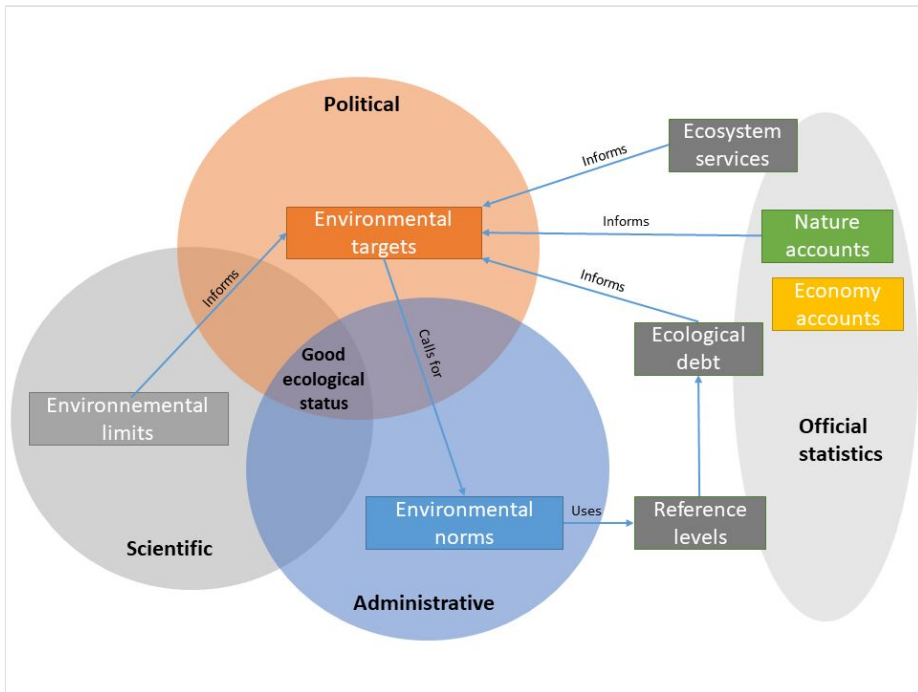 Political
Ecosystem
services
Informs
Environmental
targets
Informs
Nature
accounts
Informs
Informs
Economy
accounts
Calls for
Ecological
debt
Good
ecological
status
Environnemental
limits
Official
statistics
Environmental
norms
Uses
Reference
levels
Scientific
Administrative